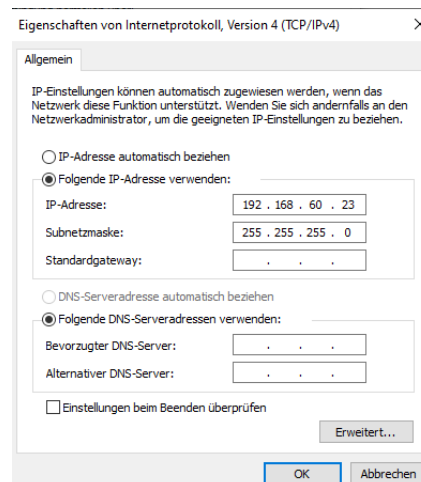 Eigenschaften von Internetprotokoll, Version 4 (TCP/IPv4)
Allgemein
IP-Einstellungen können automatisch zugewiesen werden, wenn das
Netzwerk diese Funktion unterstützt. Wenden Sie sich andernfalls an den
Netzwerkadministrator, um die geeigneten IP-Einstellungen zu beziehen.
IP-Adresse automatisch beziehen
Folgende IP-Adresse verwenden:
IP-Adresse: 192 . 168 . 60 . 23
Subnetzmaske: 255 . 255 . 255 . 0
Standardgateway: . . .
DNS-Serveradresse automatisch beziehen
Folgende DNS-Serveradressen verwenden:
Bevorzugter DNS-Server: . . .
Alternativer DNS-Server: . . .
Einstellungen beim Beenden überprüfen
Erweitert...
OK Abbrechen